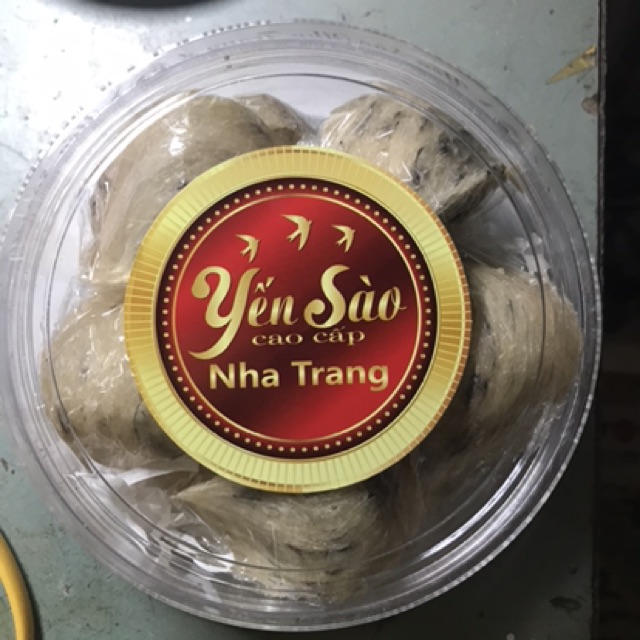 Yến Sào
cao cấp
Nha Trang